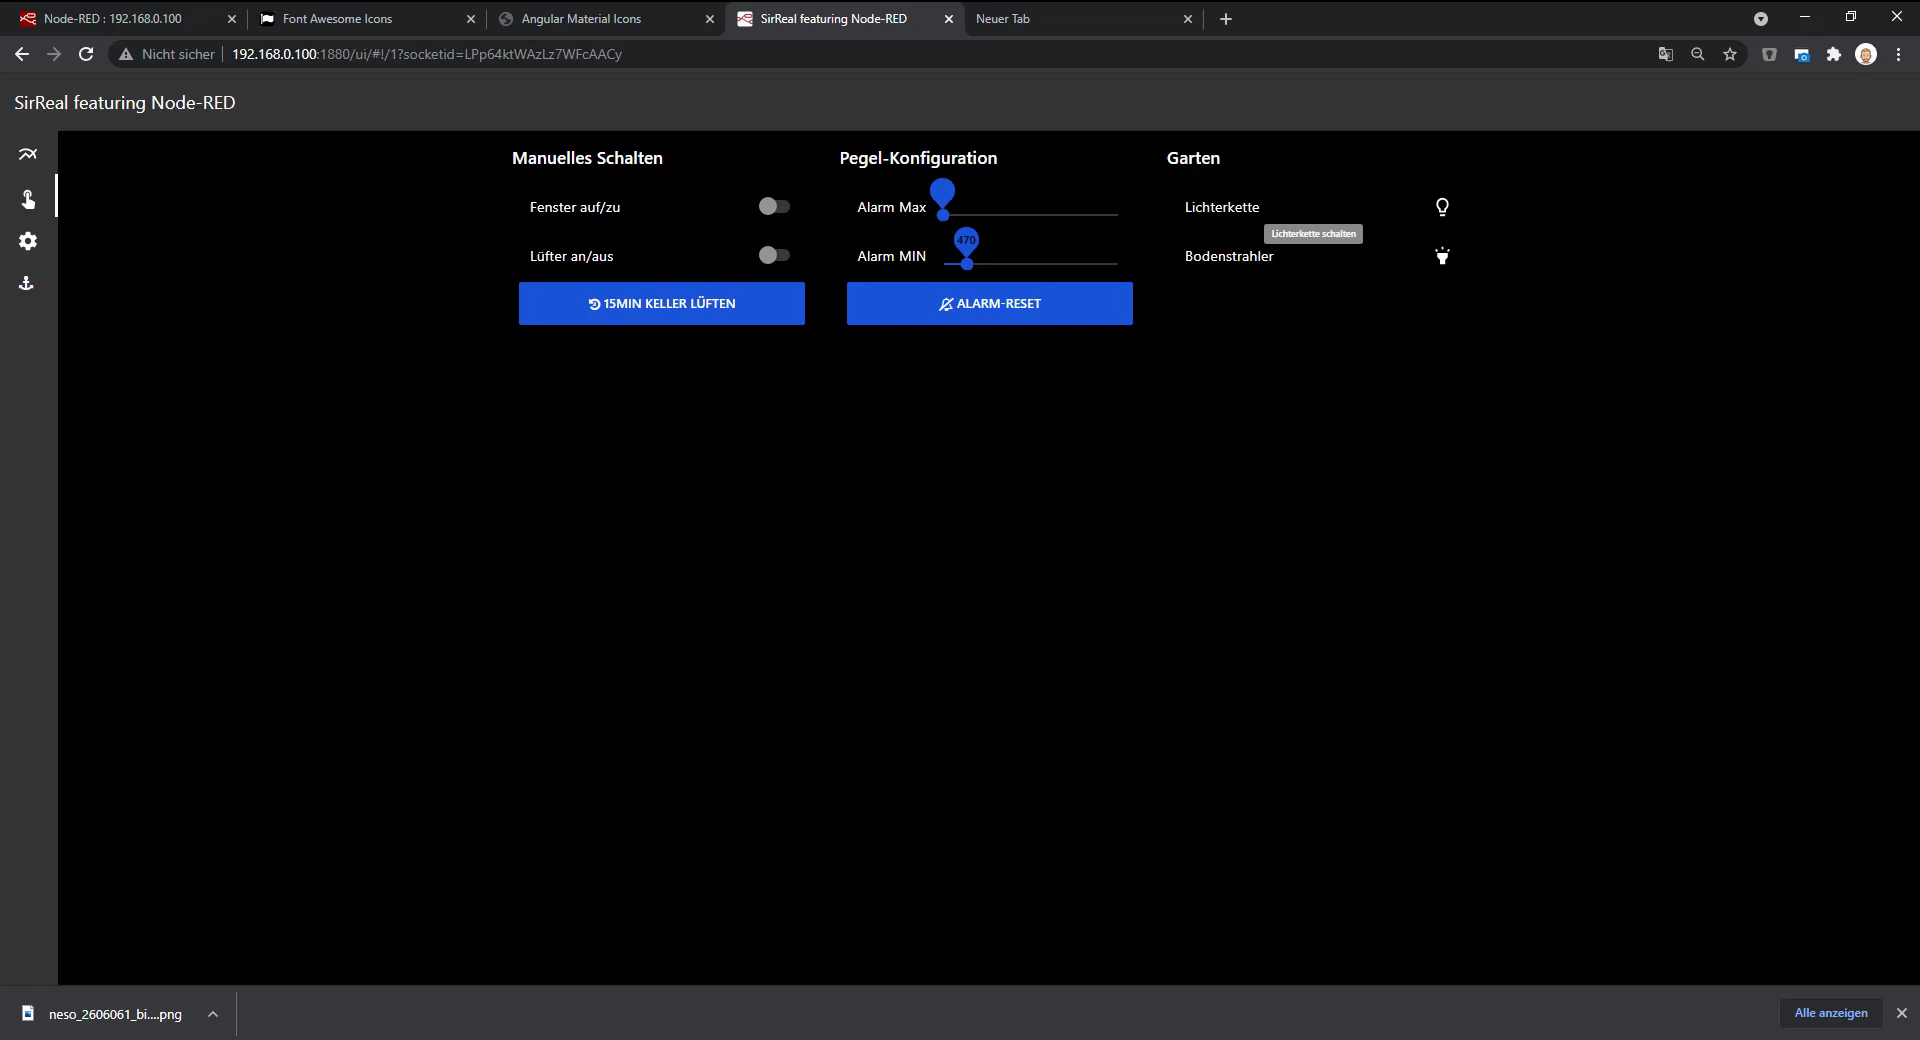 Node-RED : 192.168.0.100
Font Awesome Icons
Angular Material Icons
SirReal featuring Node-RED
Neuer Tab
Nicht sicher
192.168.0.100:1880/ui/#!/1?socketid=LPp64ktWAzLz7WFcAACy
SirReal featuring Node-RED
Manuelles Schalten
Fenster auf/zu
Lüfter an/aus
15MIN KELLER LÜFTEN
Pegel-Konfiguration
Alarm Max
470
Alarm MIN
ALARM-RESET
Garten
Lichterkette
Lichterkette schalten
Bodenstrahler
neso_2606061_bi....png
Alle anzeigen